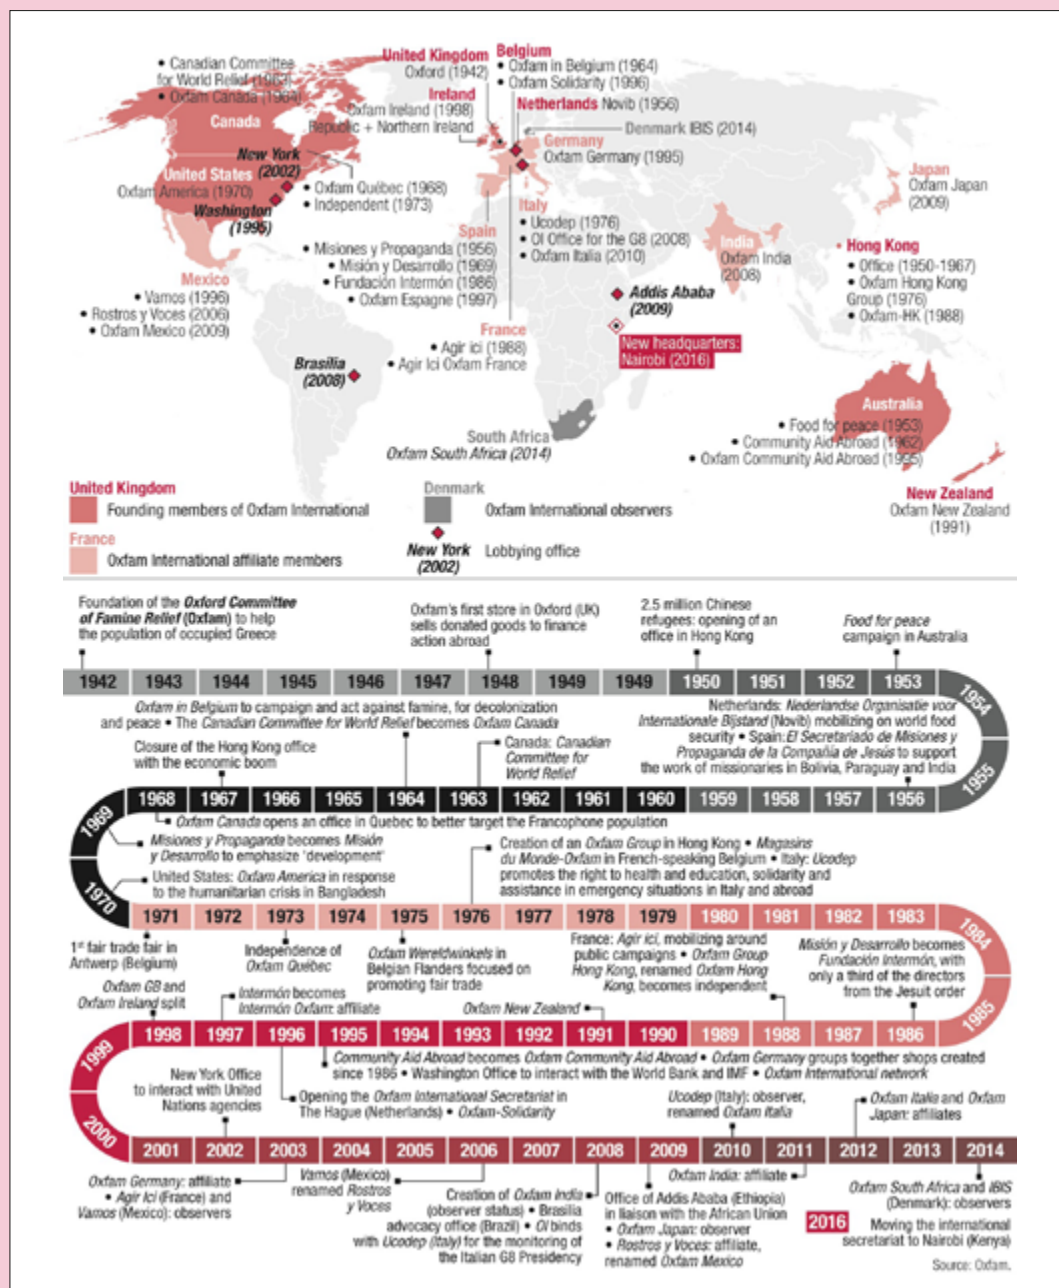 • Canadian Committee
for World Relief (1963)
• Oxfam Canada (1964)
Canada
United Kingdom
Oxford (1942)
Ireland
Oxfam Ireland (1998)
Republic + Northern Ireland
Belgium
• Oxfam in Belgium (1964)
• Oxfam Solidarity (1996)
Netherlands Novib (1956)
Denmark IBIS (2014)
Germany
Oxfam Germany (1995)
New York
(2002)
United States
Oxfam America (1970)
Washington
(1995)
• Oxfam Québec (1968)
• Independent (1973)
Japan
Oxfam Japan
(2009)
Italy
• Ucodep (1976)
• OI Office for the G8 (2008)
• Oxfam Italia (2010)
Spain
• Misiones y Propaganda (1956)
• Misión y Desarrollo (1969)
• Fundación Intermón (1986)
• Oxfam Espagne (1997)
India
Oxfam India
(2008)
Hong Kong
• Office (1950-1967)
• Oxfam Hong Kong
Group (1976)
• Oxfam-HK (1988)
Mexico
• Vamos (1996)
• Rostros y Voces (2006)
• Oxfam Mexico (2009)
Addis Ababa
(2009)
France
• Agir ici (1988)
• Agir Ici Oxfam France
New headquarters:
Nairobi (2016)
Brasília
(2008)
Australia
• Food for peace (1953)
• Community Aid Abroad (1962)
• Oxfam Community Aid Abroad (1995)
South Africa
Oxfam South Africa (2014)
New Zealand
Oxfam New Zealand
(1991)
United Kingdom
Founding members of Oxfam International
France
Oxfam International affiliate members
Denmark
Oxfam International observers
New York
(2002)
Lobbying office
Foundation of the Oxford Committee
of Famine Relief (Oxfam) to help
the population of occupied Greece
Oxfam's first store in Oxford (UK)
sells donated goods to finance
action abroad
2.5 million Chinese
refugees: opening of an
office in Hong Kong
Food for peace
campaign in Australia
1942 1943 1944 1945 1946 1947 1948 1949 1949 1950 1951 1952 1953
1954
1955
Oxfam in Belgium to campaign and act against famine, for decolonization
and peace • The Canadian Committee for World Relief becomes Oxfam Canada
Closure of the Hong Kong office
with the economic boom
• Canada: Canadian
Committee for
World Relief
Netherlands: Nederlandse Organisatie voor
Internationale Bijstand (Novib) mobilizing on world food
security • Spain: El Secretariado de Misiones y
Propaganda de la Compañía de Jesús to support
the work of missionaries in Bolivia, Paraguay and India
1968 1967 1966 1965 1964 1963 1962 1961 1960 1959 1958 1957 1956
1969
1970
Oxfam Canada opens an office in Quebec to better target the Francophone population
Misiones y Propaganda becomes Misión
y Desarrollo to emphasize 'development'
United States: Oxfam America in response
to the humanitarian crisis in Bangladesh
Creation of an Oxfam Group in Hong Kong • Magasins
du Monde-Oxfam in French-speaking Belgium • Italy: Ucodep
promotes the right to health and education, solidarity and
assistance in emergency situations in Italy and abroad
1971 1972 1973 1974 1975 1976 1977 1978 1979 1980 1981 1982 1983
1984
1985
1st fair trade fair in
Antwerp (Belgium)
Independence of
Oxfam Québec
Oxfam Wereldwinkels in
Belgian Flanders focused on
promoting fair trade
France: Agir ici, mobilizing around
public campaigns • Oxfam Group
Hong Kong, renamed Oxfam Hong
Kong, becomes independent
Misión y Desarrollo becomes
Fundación Intermón, with
only a third of the directors
from the Jesuit order
Oxfam GB and
Oxfam Ireland split
Intermón becomes
Intermón Oxfam: affiliate
Oxfam New Zealand
1998 1997 1996 1995 1994 1993 1992 1991 1990 1989 1988 1987 1986
1999
2000
Community Aid Abroad becomes Oxfam Community Aid Abroad • Oxfam Germany groups together shops created
since 1986 • Washington Office to interact with the World Bank and IMF • Oxfam International network
New York Office
to interact with United
Nations agencies
Opening the Oxfam International Secretariat in
The Hague (Netherlands) • Oxfam-Solidarity
Ucodep (Italy): observer,
renamed Oxfam Italia
Oxfam Italia and Oxfam
Japan: affiliates
2001 2002 2003 2004 2005 2006 2007 2008 2009 2010 2011 2012 2013 2014
Oxfam Germany: affiliate
• Agir Ici (France) and
Vamos (Mexico): observers
Vamos (Mexico)
renamed Rostros
y Voces
Creation of Oxfam India
(observer status) • Brasilia
advocacy office (Brazil) • OI binds
with Ucodep (Italy) for the monitoring of
the Italian G8 Presidency
Office of Addis Ababa (Ethiopia)
in liaison with the African Union
• Oxfam Japan: observer
• Rostros y Voces: affiliate,
renamed Oxfam Mexico
Oxfam India: affiliate
Oxfam South Africa and IBIS
(Denmark): observers
2016 Moving the international
secretariat to Nairobi (Kenya)
Source: Oxfam.